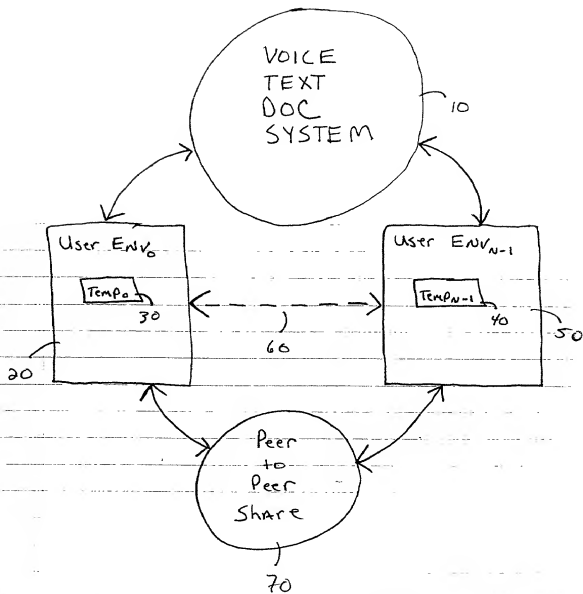 VOICE
TEXT
DOC
SYSTEM
10
User ENV0
User ENVN-1
Temp0
30
TempN-1
40
50
60
20
Peer
to
Peer
Share
70